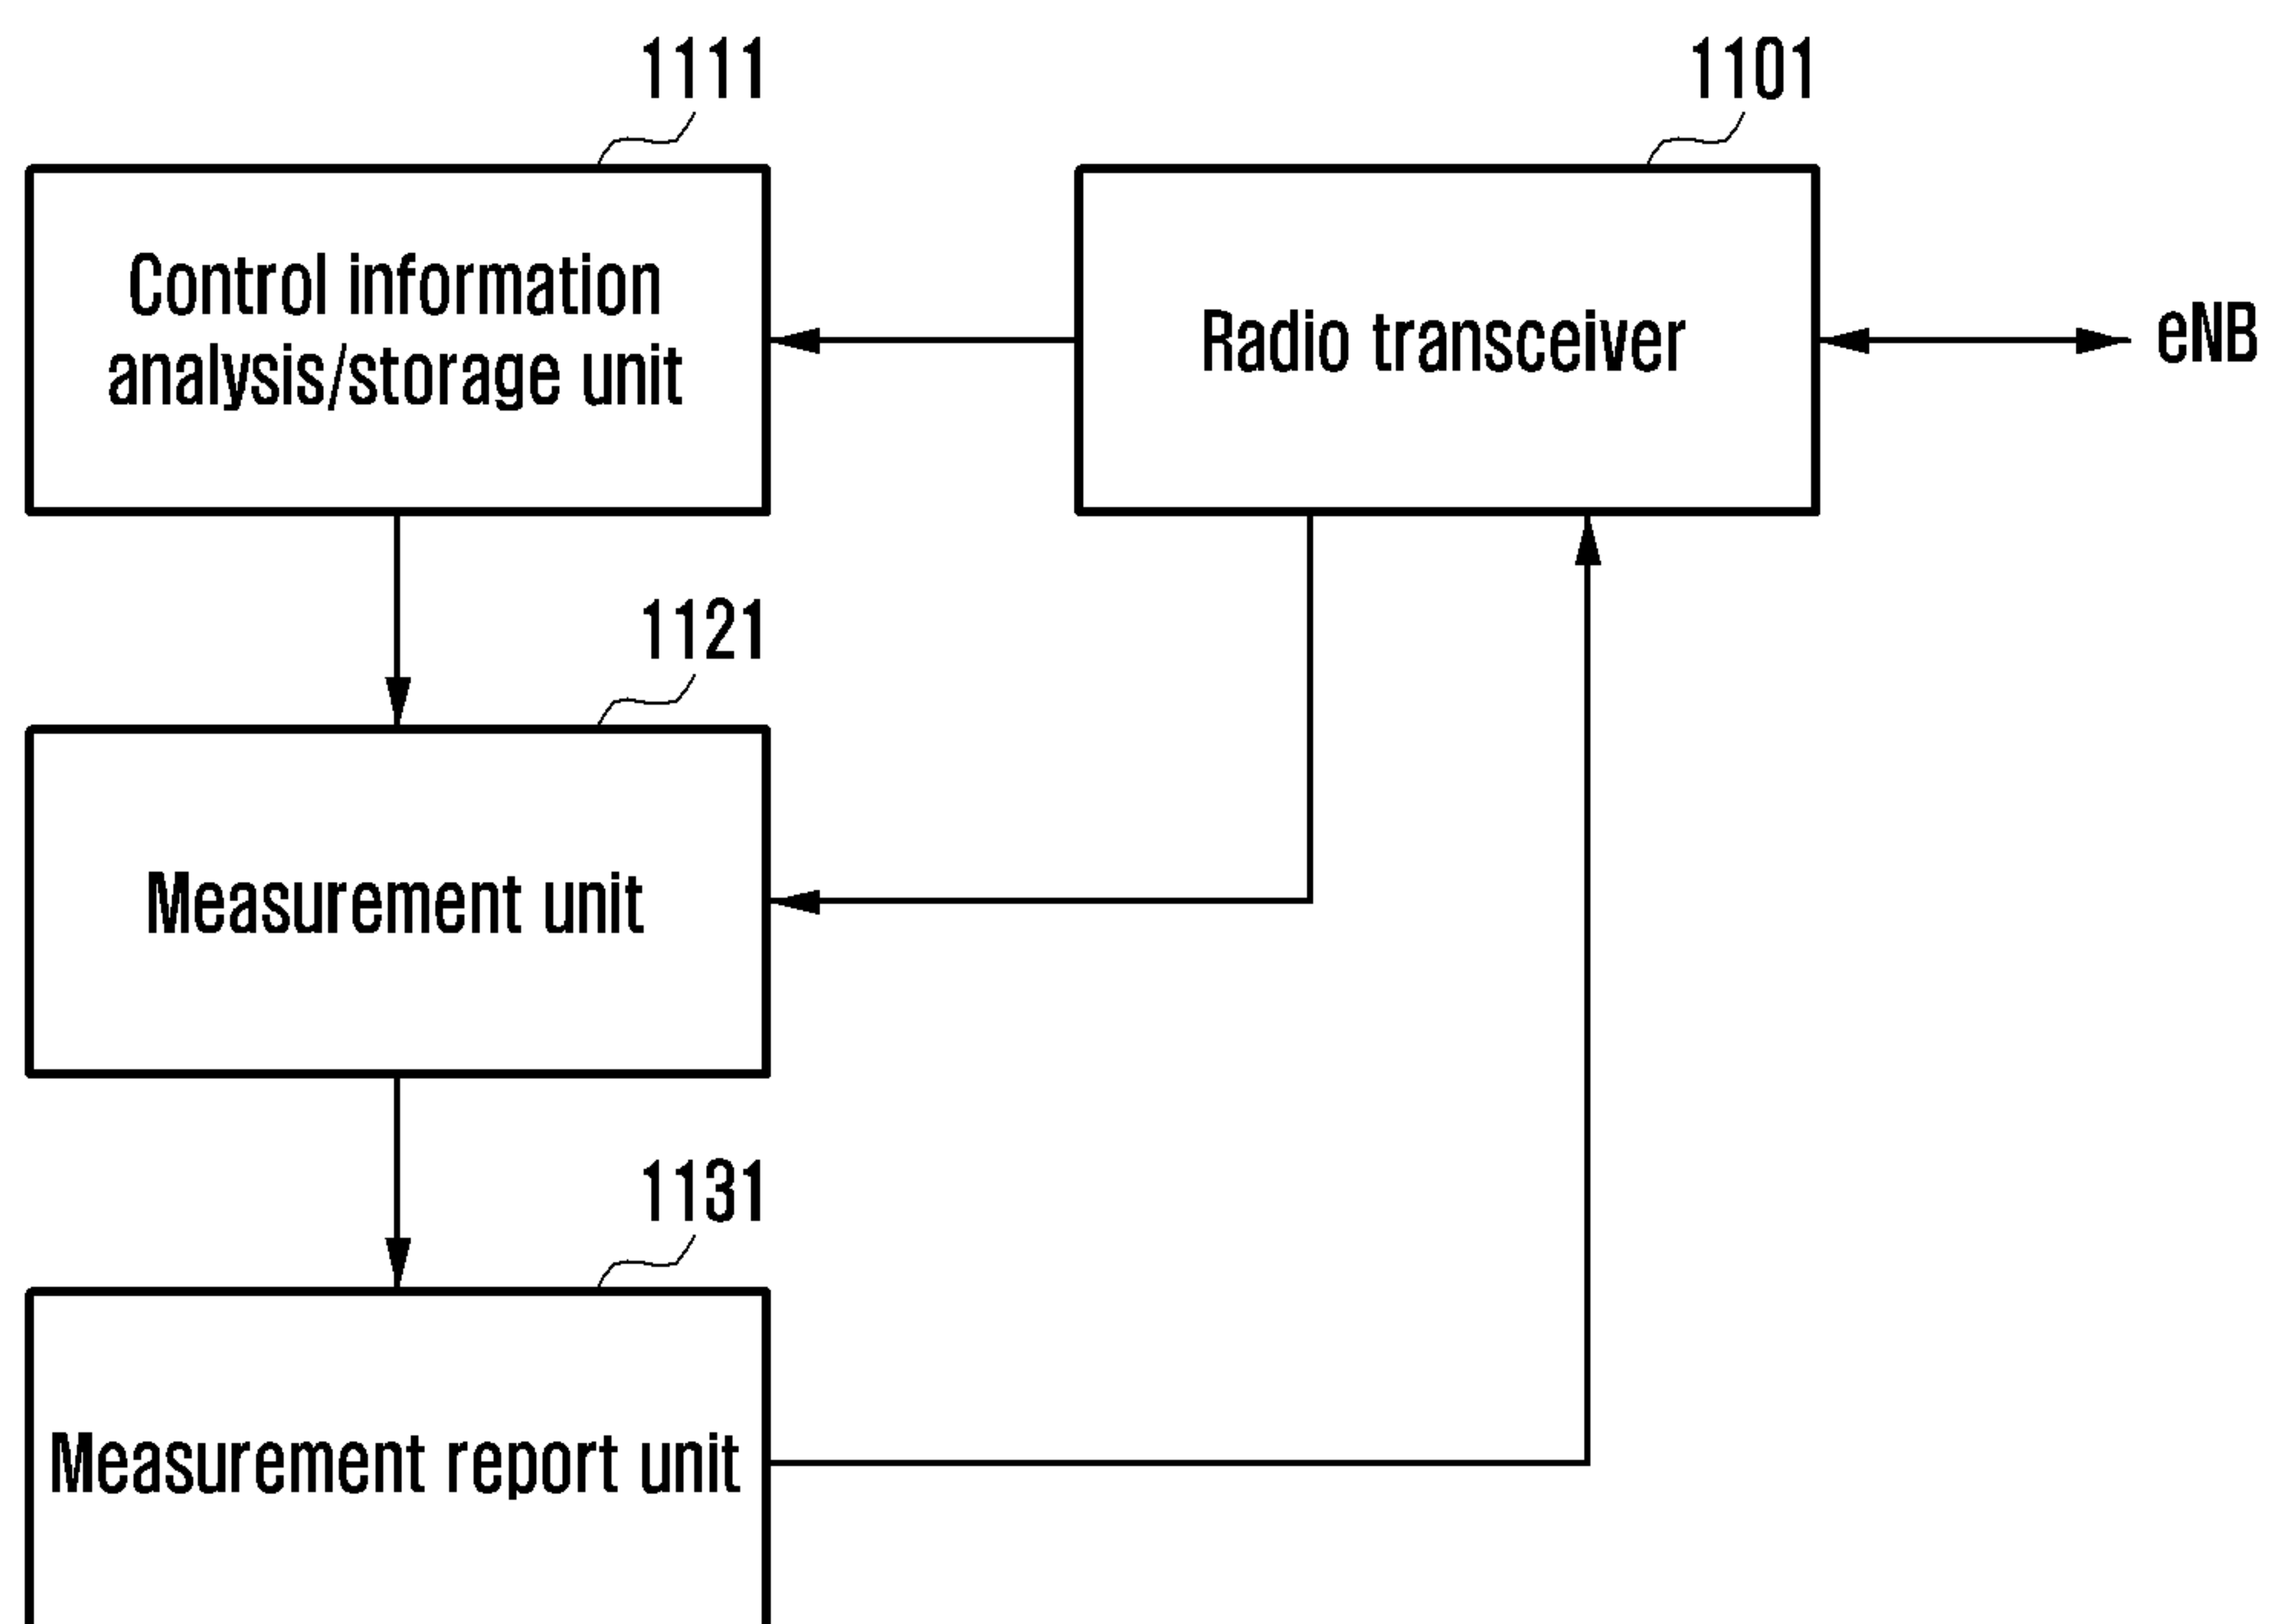 1111
1101
Control information
analysis/storage unit
Radio transceiver
eNB
1121
Measurement unit
1131
Measurement report unit